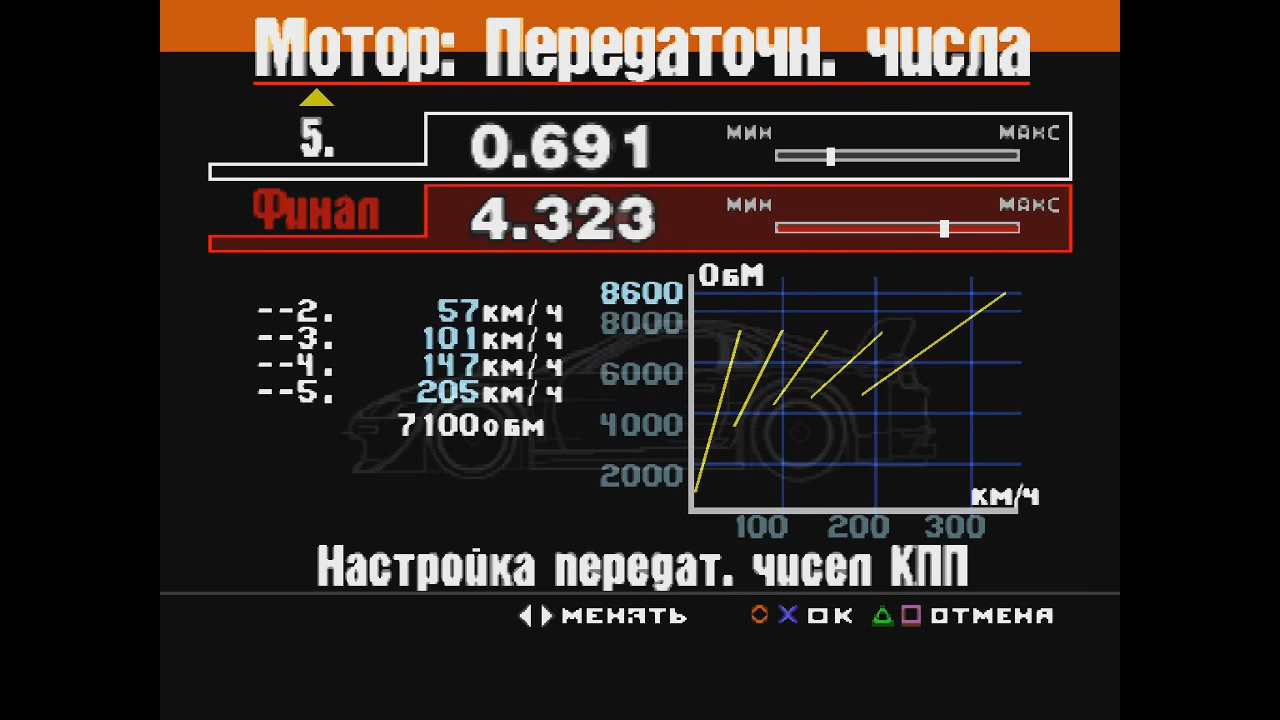 Мотор: Передаточн. числа
5. 0.691 МИН МАКС
Финал 4.323 МИН МАКС
ОбМ
--2. 57км/ч 8600
--3. 101км/ч 8000
--4. 147км/ч 6000
--5. 205км/ч
7100обм 4000
2000
км/ч
100 200 300
Настройка передат. чисел КПП
МЕНЯТЬ ОК ОТМЕНА